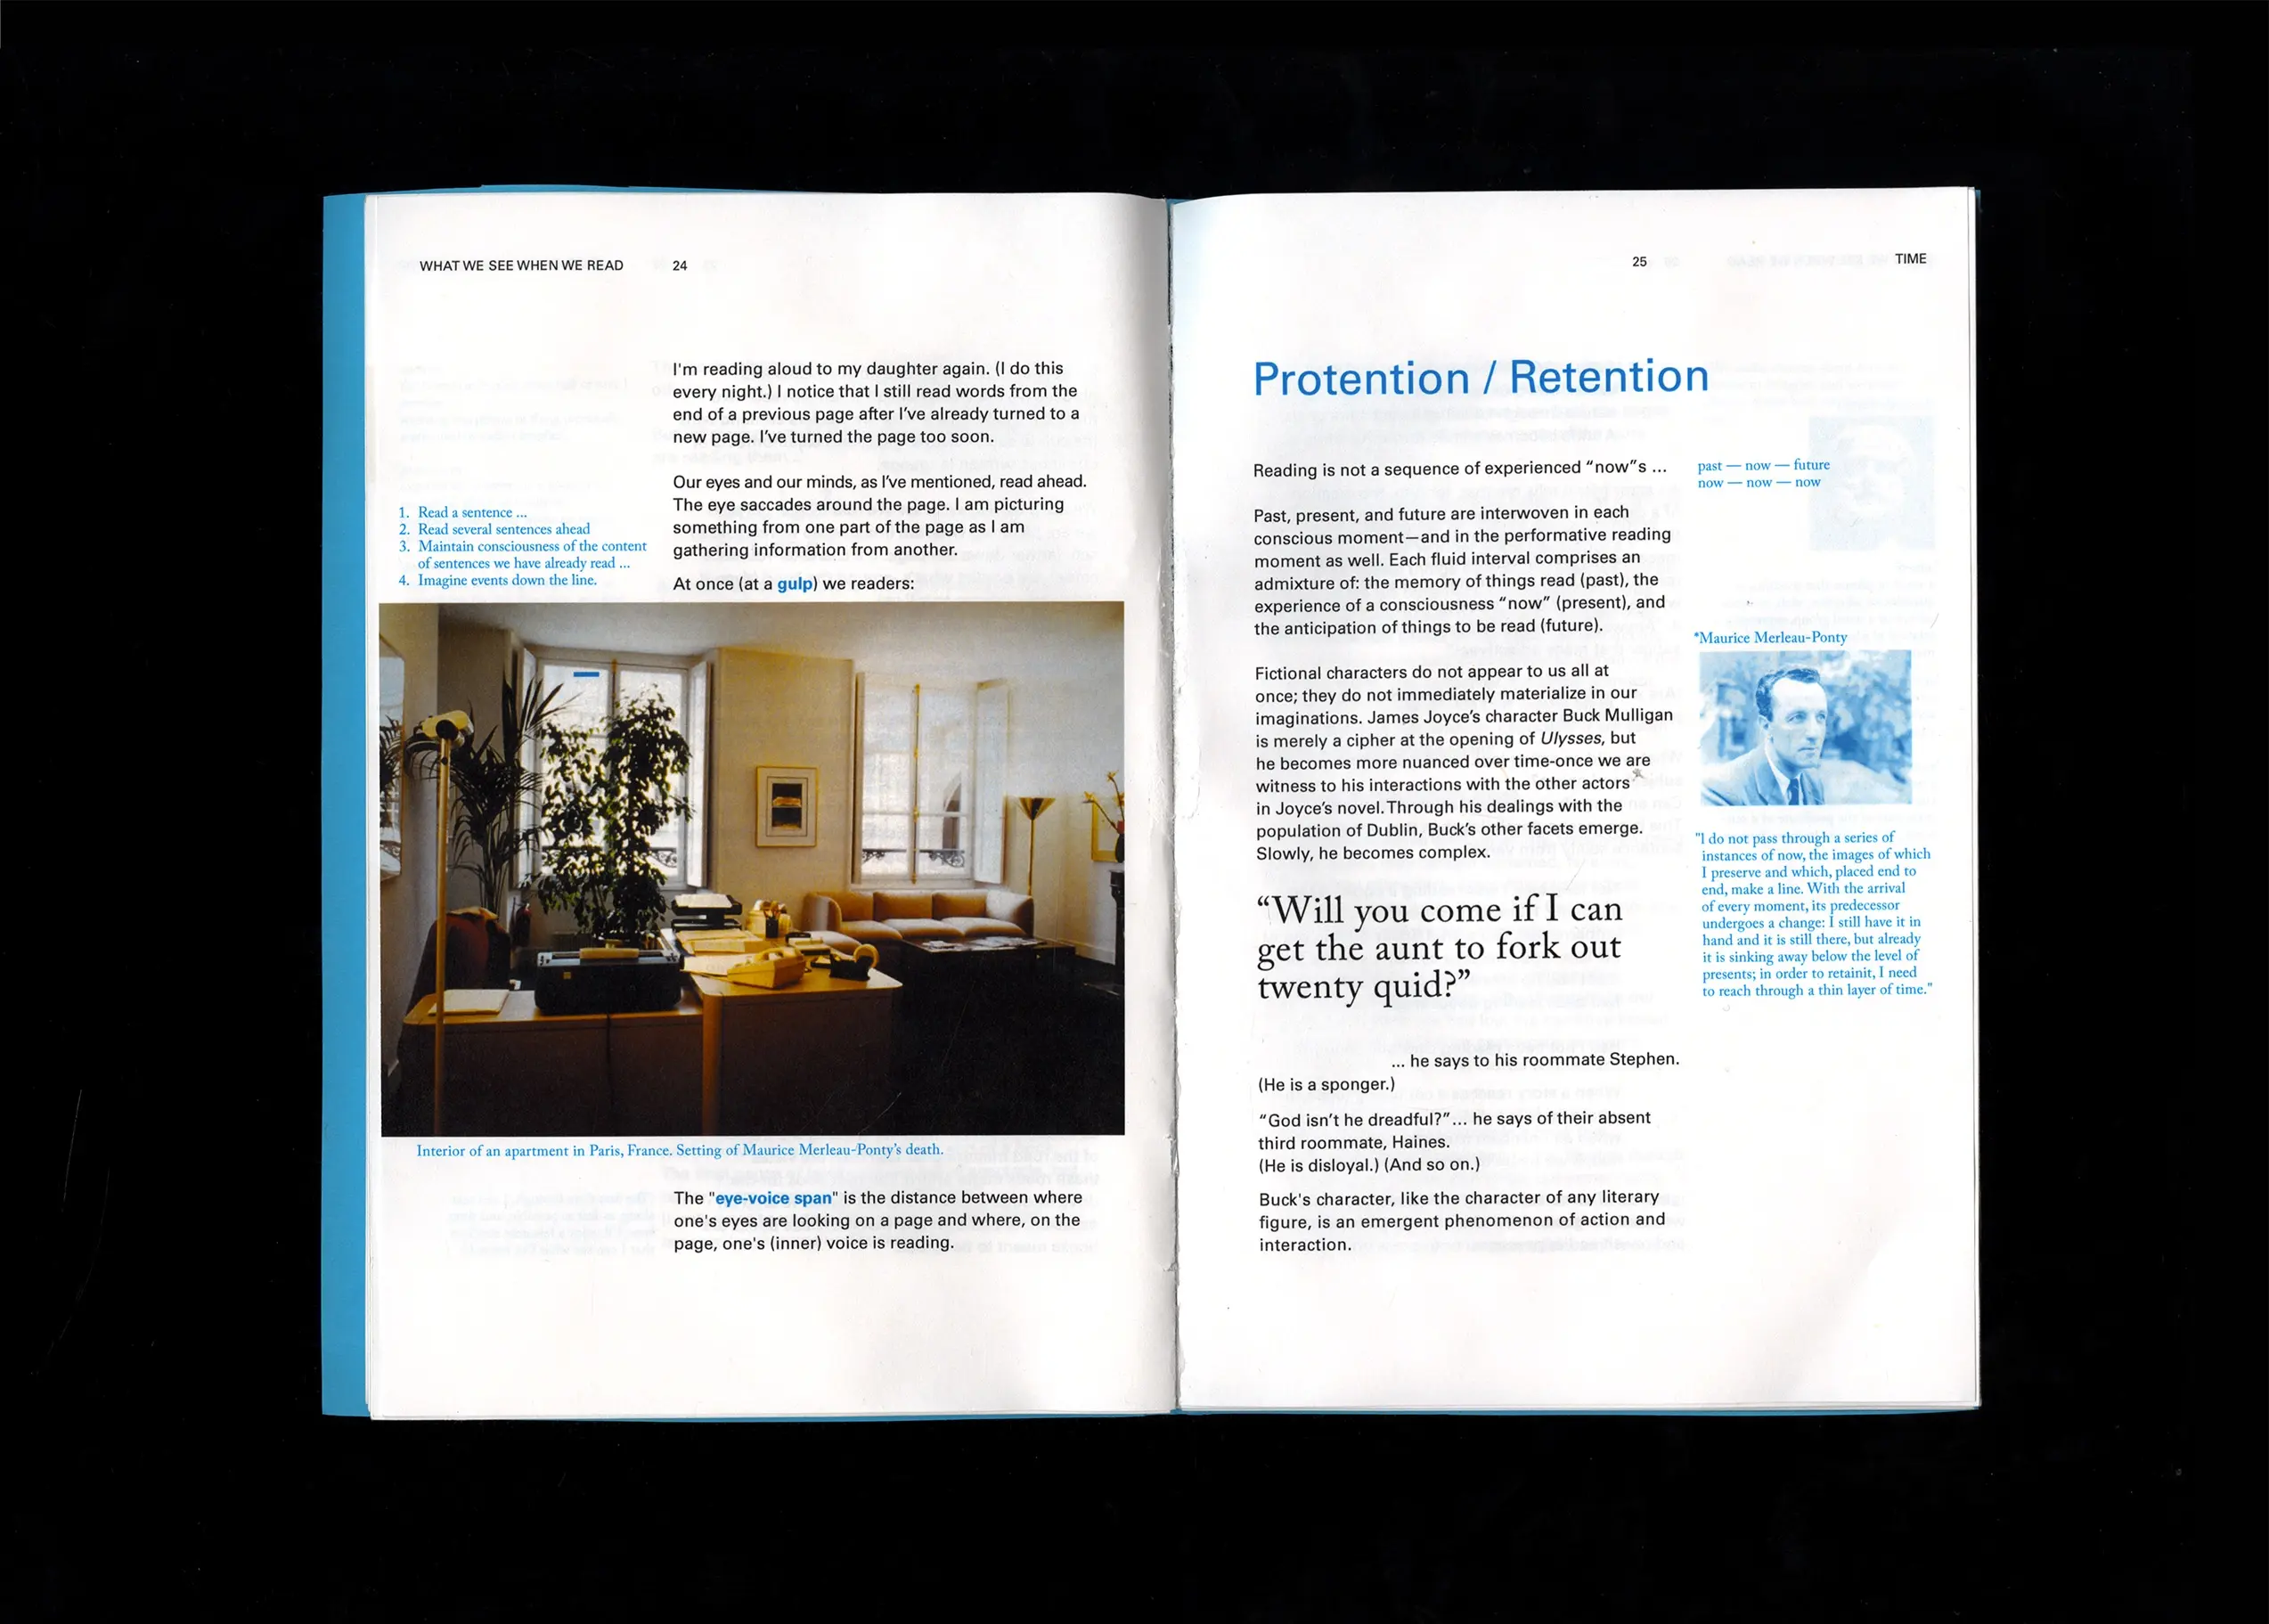 WHAT WE SEE WHEN WE READ 24
I'm reading aloud to my daughter again. (I do this
every night.) I notice that I still read words from the
end of a previous page after I've already turned to a
new page. I've turned the page too soon.
Our eyes and our minds, as I've mentioned, read ahead.
The eye saccades around the page. I am picturing
something from one part of the page as I am
gathering information from another.
At once (at a gulp) we readers:
1. Read a sentence ...
2. Read several sentences ahead
3. Maintain consciousness of the content
of sentences we have already read ...
4. Imagine events down the line.
Interior of an apartment in Paris, France. Setting of Maurice Merleau-Ponty's death.
The "eye-voice span" is the distance between where
one's eyes are looking on a page and where, on the
page, one's (inner) voice is reading.
25 TIME
Protention / Retention
Reading is not a sequence of experienced “now”s ...
past — now — future
now — now — now
Past, present, and future are interwoven in each
conscious moment—and in the performative reading
moment as well. Each fluid interval comprises an
admixture of: the memory of things read (past), the
experience of a consciousness “now” (present), and
the anticipation of things to be read (future).
Fictional characters do not appear to us all at
once; they do not immediately materialize in our
imaginations. James Joyce's character Buck Mulligan
is merely a cipher at the opening of Ulysses, but
he becomes more nuanced over time-once we are
witness to his interactions with the other actors*
in Joyce's novel. Through his dealings with the
population of Dublin, Buck's other facets emerge.
Slowly, he becomes complex.
*Maurice Merleau-Ponty
"I do not pass through a series of
instances of now, the images of which
I preserve and which, placed end to
end, make a line. With the arrival
of every moment, its predecessor
undergoes a change: I still have it in
hand and it is still there, but already
it is sinking away below the level of
presents; in order to retainit, I need
to reach through a thin layer of time."
“Will you come if I can
get the aunt to fork out
twenty quid?”
... he says to his roommate Stephen.
(He is a sponger.)
“God isn't he dreadful?”... he says of their absent
third roommate, Haines.
(He is disloyal.) (And so on.)
Buck's character, like the character of any literary
figure, is an emergent phenomenon of action and
interaction.